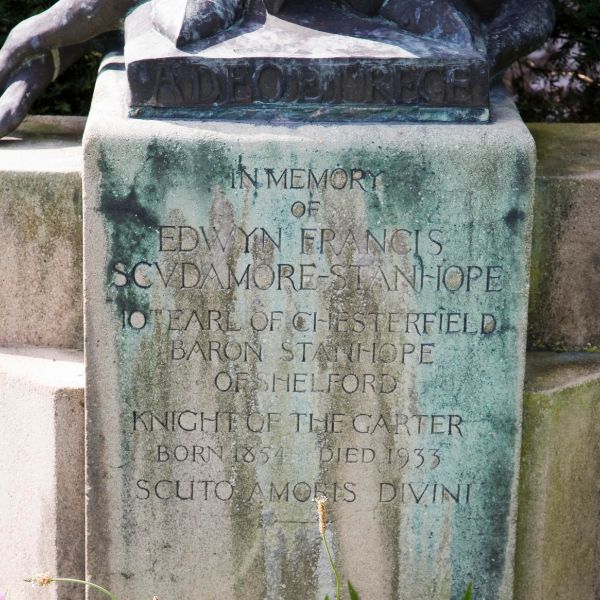 A DEO ET REGE
IN MEMORY
OF
EDWYN FRANCIS
SCVDAMORE-STANHOPE
10TH EARL OF CHESTERFIELD
BARON STANHOPE
OF SHELFORD
KNIGHT OF THE GARTER
BORN 1854 DIED 1933
SCUTO AMORIS DIVINI